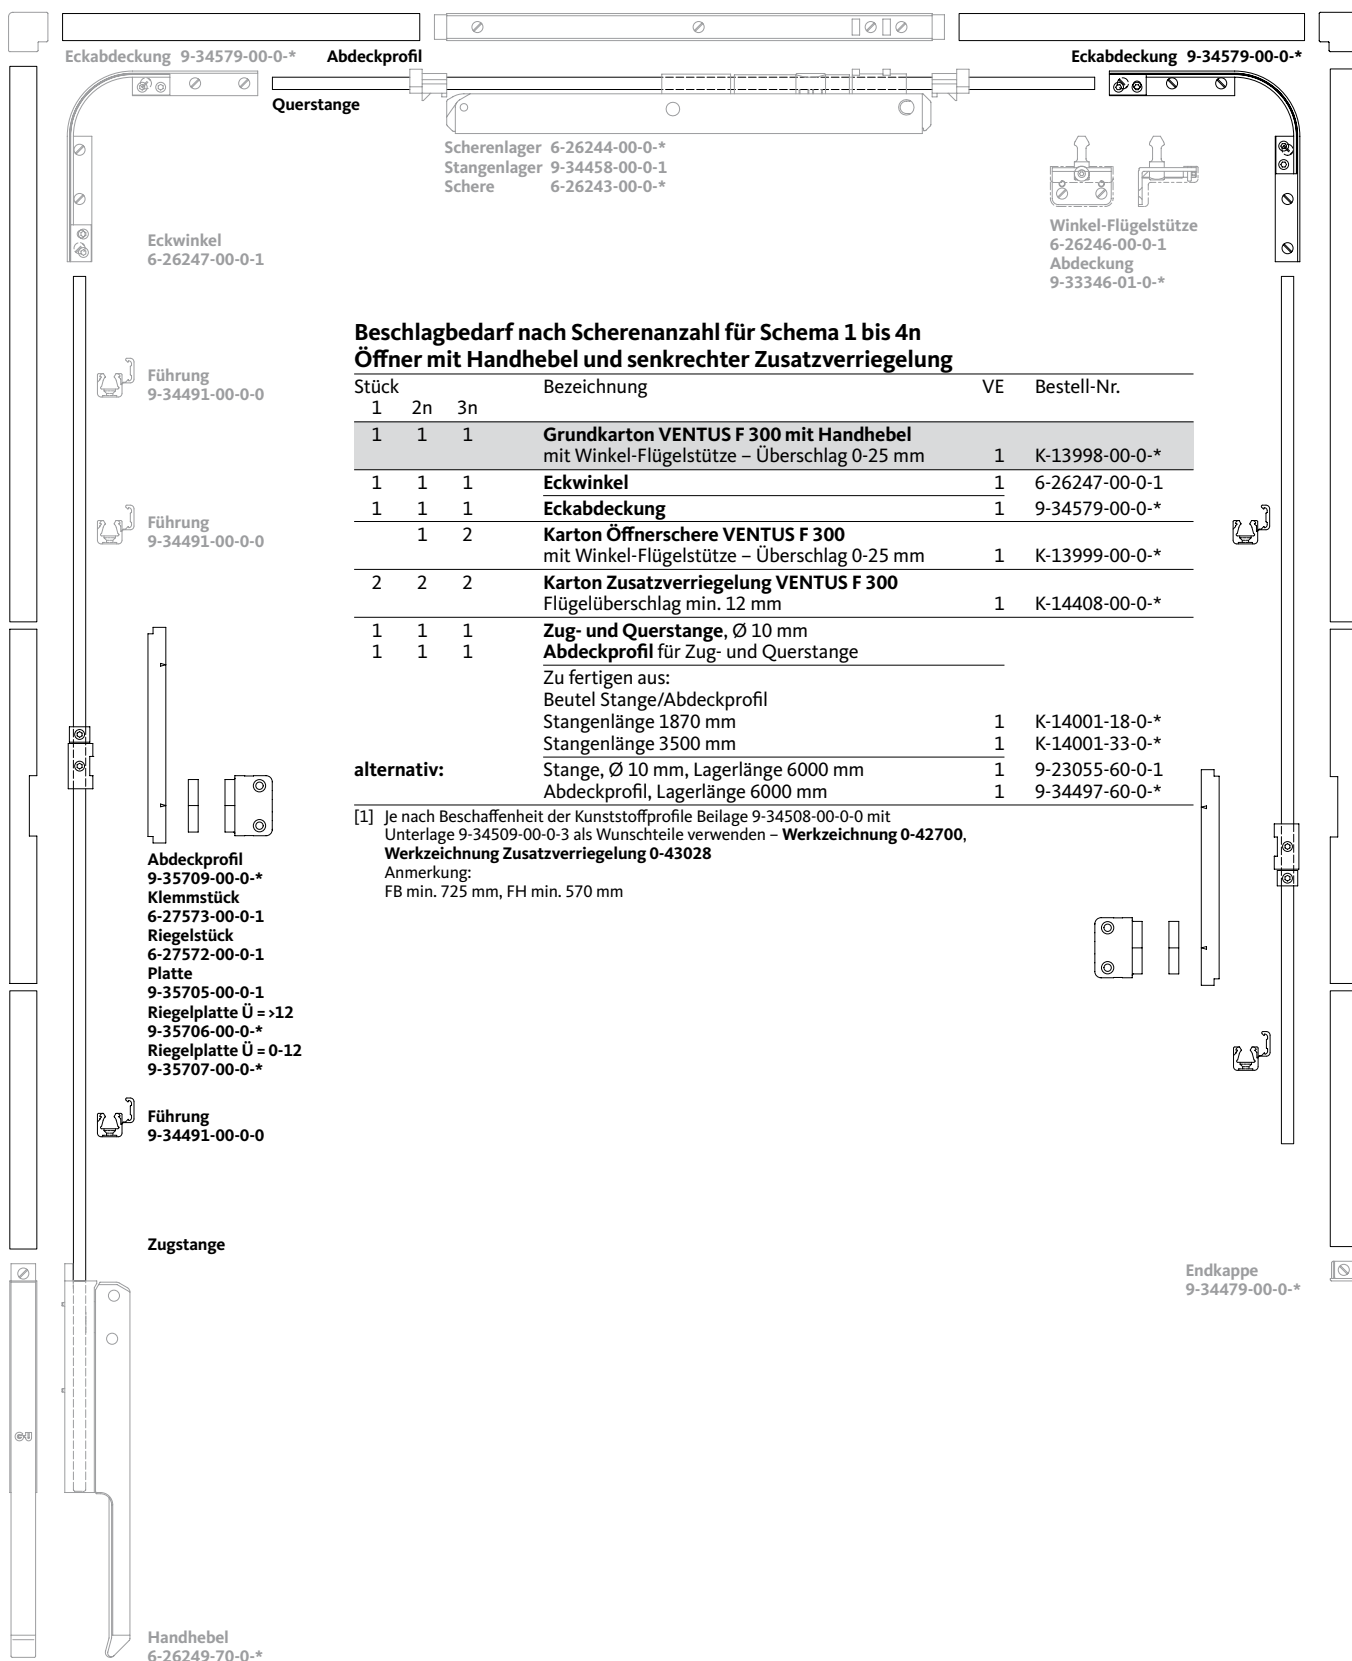 Eckabdeckung 9-34579-00-0-* Abdeckprofil Eckabdeckung 9-34579-00-0-*
Querstange
Scherenlager 6-26244-00-0-*
Stangenlager 9-34458-00-0-1
Schere 6-26243-00-0-*
Winkel-Flügelstütze
6-26246-00-0-1
Abdeckung
9-33346-01-0-*
Eckwinkel
6-26247-00-0-1
Führung
9-34491-00-0-0
Führung
9-34491-00-0-0
Beschlagbedarf nach Scherenanzahl für Schema 1 bis 4n
Öffner mit Handhebel und senkrechter Zusatzverriegelung
Stück Bezeichnung VE Bestell-Nr.
1 2n 3n
1 1 1 Grundkarton VENTUS F 300 mit Handhebel
mit Winkel-Flügelstütze – Überschlag 0-25 mm 1 K-13998-00-0-*
1 1 1 Eckwinkel 1 6-26247-00-0-1
1 1 1 Eckabdeckung 1 9-34579-00-0-*
1 2 Karton Öffnerschere VENTUS F 300
mit Winkel-Flügelstütze – Überschlag 0-25 mm 1 K-13999-00-0-*
2 2 2 Karton Zusatzverriegelung VENTUS F 300
Flügelüberschlag min. 12 mm 1 K-14408-00-0-*
1 1 1 Zug- und Querstange, Ø 10 mm
1 1 1 Abdeckprofil für Zug- und Querstange
Zu fertigen aus:
Beutel Stange/Abdeckprofil
Stangenlänge 1870 mm 1 K-14001-18-0-*
Stangenlänge 3500 mm 1 K-14001-33-0-*
alternativ: Stange, Ø 10 mm, Lagerlänge 6000 mm 1 9-23055-60-0-1
Abdeckprofil, Lagerlänge 6000 mm 1 9-34497-60-0-*
[1] Je nach Beschaffenheit der Kunststoffprofile Beilage 9-34508-00-0-0 mit
Unterlage 9-34509-00-0-3 als Wunschteile verwenden – Werkzeichnung 0-42700,
Werkzeichnung Zusatzverriegelung 0-43028
Anmerkung:
FB min. 725 mm, FH min. 570 mm
Abdeckprofil
9-35709-00-0-*
Klemmstück
6-27573-00-0-1
Riegelstück
6-27572-00-0-1
Platte
9-35705-00-0-1
Riegelplatte Ü = >12
9-35706-00-0-*
Riegelplatte Ü = 0-12
9-35707-00-0-*
Führung
9-34491-00-0-0
Zugstange
Endkappe
9-34479-00-0-*
Handhebel
6-26249-70-0-*